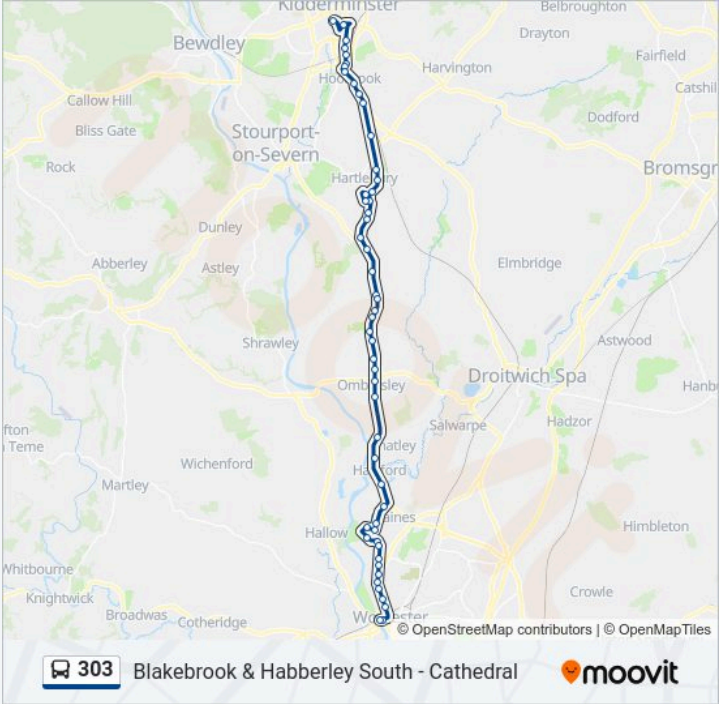 Kidderminster
Belbroughton
Bewdley
Drayton
Fairfield
Harvington
Catshil
Callow Hill
Bliss Gate
Dodford
Stourport-
on-Severn
Rock
Bromsgr
Dunley
Abberley
Astley
Elmbridge
Shrawley
Astwood
Droitwich Spa
Hanbu
Hadzor
Salwarpe
fton
n Teme
Wichenford
Martley
Hallow
Himbleton
Whitbourne
Knightwick
Crowle
Broadwas
Cotheridge
© OpenStreetMap contributors | © OpenMapTiles
303
Blakebrook & Habberley South - Cathedral
moovit